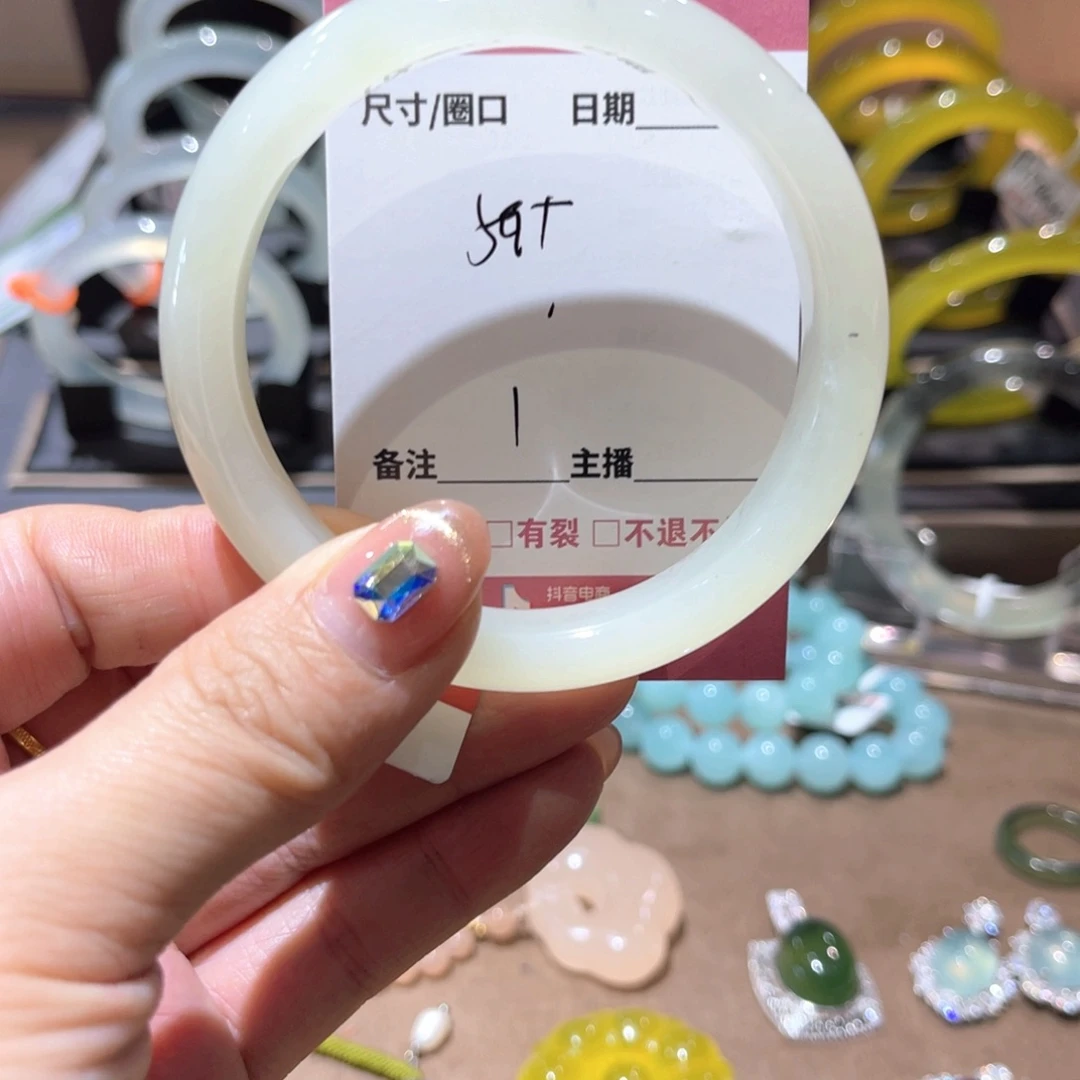 尺寸/圈口 日期
59+
备注 主播
□有裂 □不退不
抖音电商